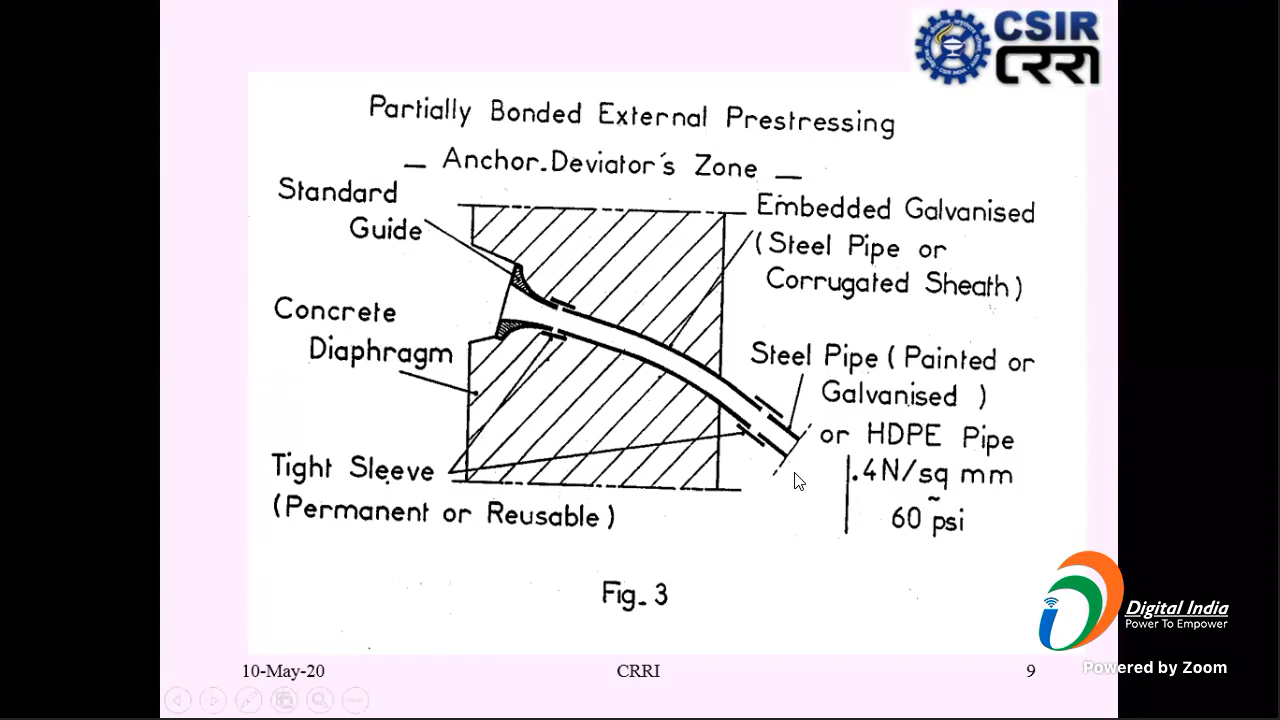 CSIR
CRRI
Partially Bonded External Prestressing
— Anchor-Deviator's Zone —
Standard
Guide
Embedded Galvanised
(Steel Pipe or
Corrugated Sheath)
Concrete
Diaphragm
Steel Pipe (Painted or
Galvanised)
or HDPE Pipe
.4N/sq mm
~
60 psi
Tight Sleeve
(Permanent or Reusable)
Fig-3
Digital India
Power To Empower
10-May-20
CRRI
9
Powered by Zoom